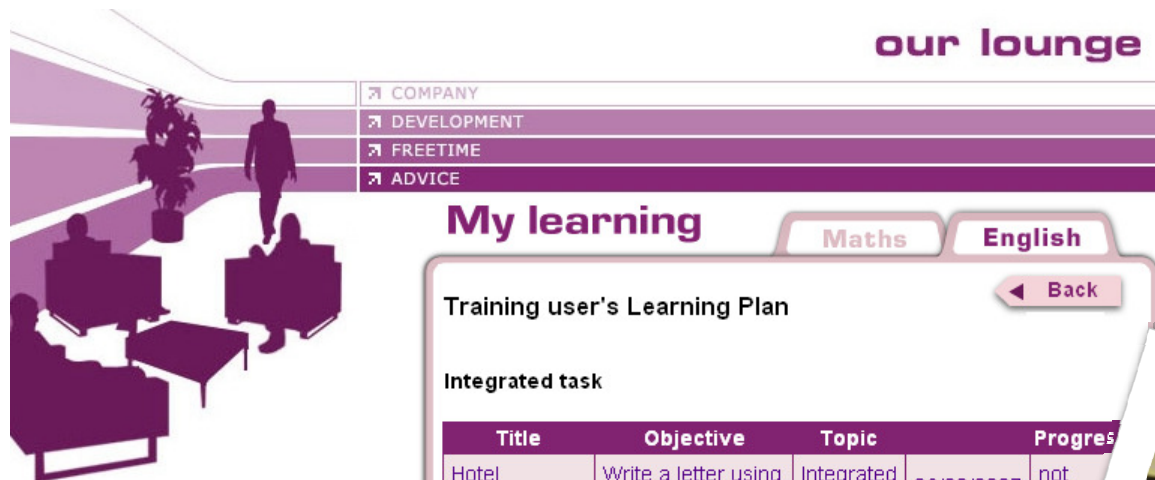 our lounge
COMPANY
DEVELOPMENT
FREETIME
ADVICE
My learning
Maths English
Back
Training user's Learning Plan
Integrated task
Title Objective Topic Progres
Hotel Write a letter using Integrated not